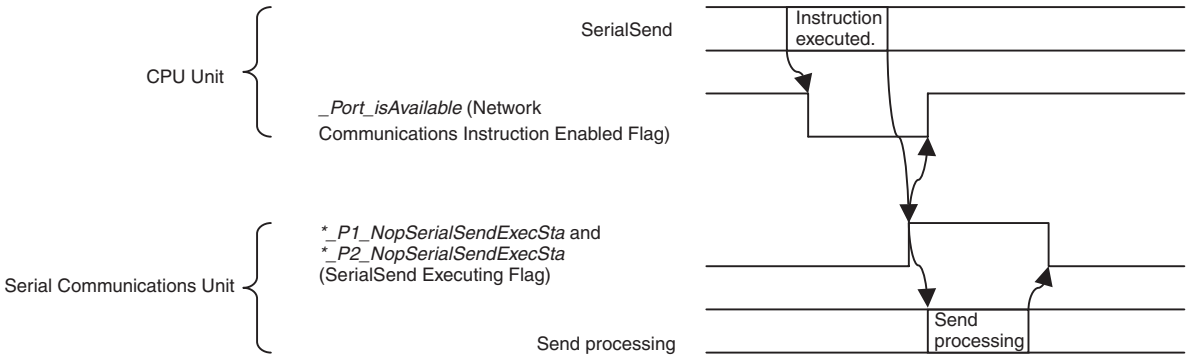 SerialSend
Instruction
executed.
CPU Unit
_Port_isAvailable (Network
Communications Instruction Enabled Flag)
*_P1_NopSerialSendExecSta and
*_P2_NopSerialSendExecSta
(SerialSend Executing Flag)
Serial Communications Unit
Send processing
Send
processing